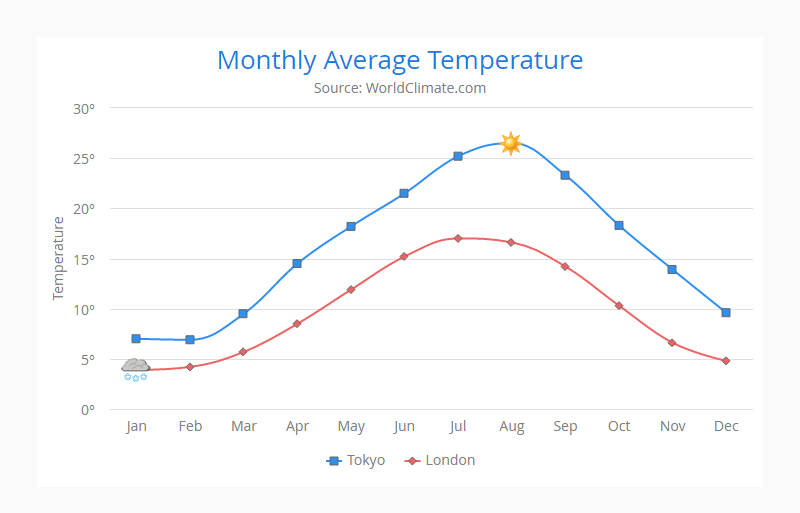 Monthly Average Temperature
Source: WorldClimate.com
30°
25°
20°
15°
10°
5°
0°
Temperature
Jan Feb Mar Apr May Jun Jul Aug Sep Oct Nov Dec
Tokyo London